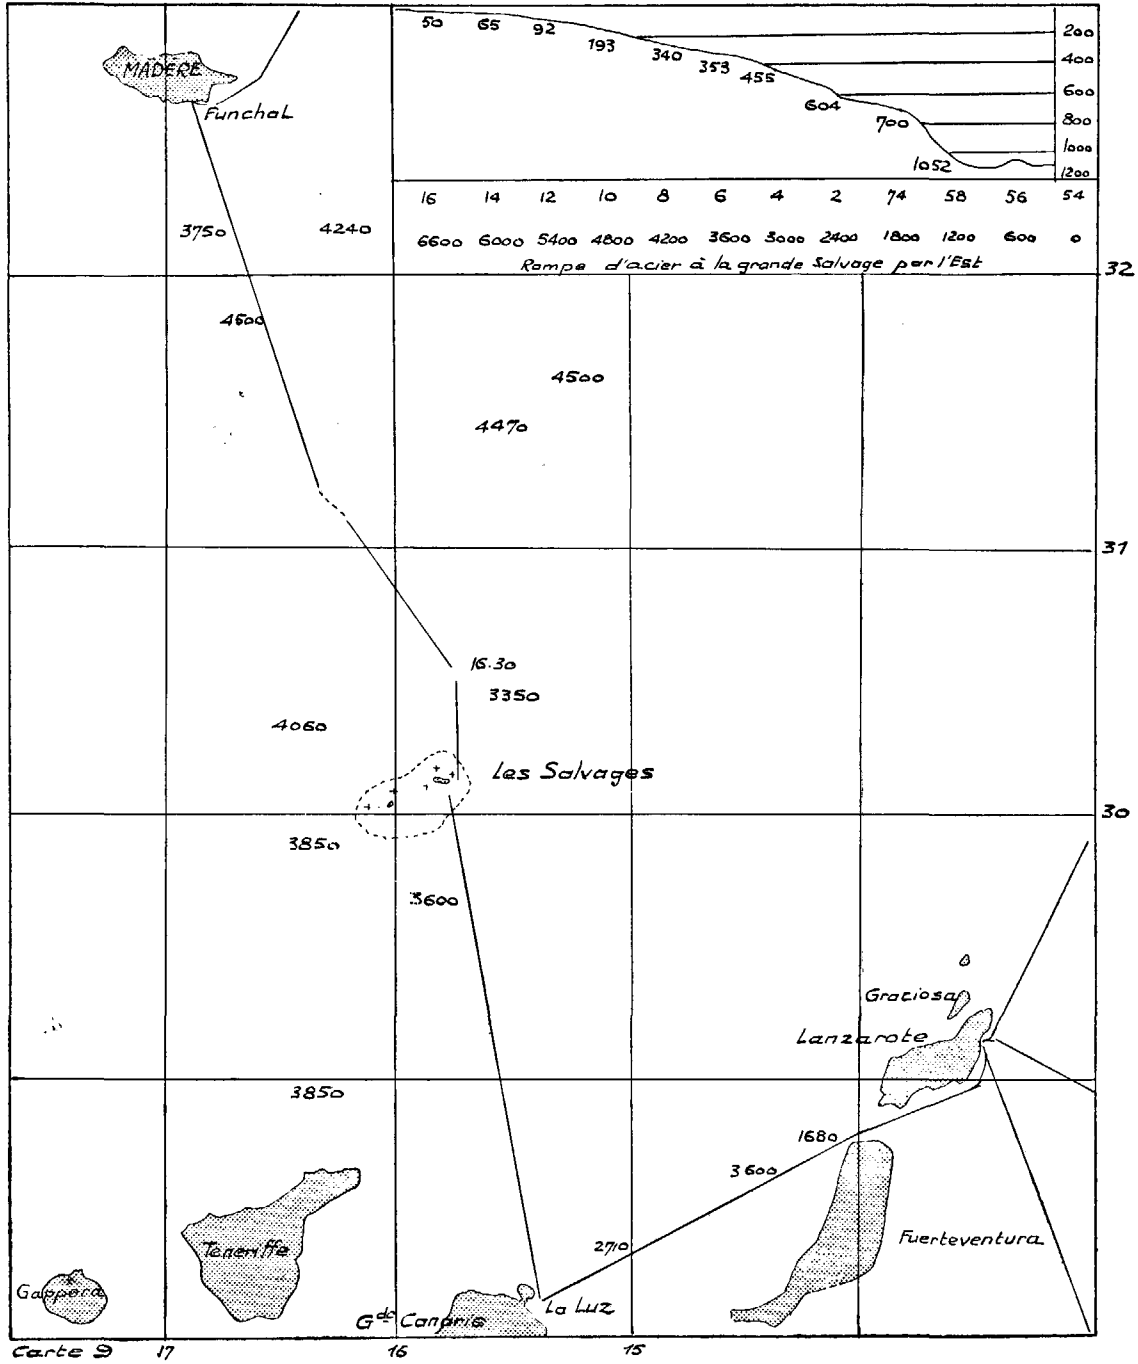 50 65 92 193 340 353 455 604 700 1052
200
400
600
800
1000
1200
16 14 12 10 8 6 4 2 74 58 56 54
6600 6000 5400 4800 4200 3600 3000 2400 1800 1200 600 0
Rampe d'acier à la grande Salvage par l'Est
MADÈRE
Funchal
3750 4240
32
4600
4500
4470
31
16.30
3350
4060
Les Salvages
30
3850
3600
Graciosa
Lanzarote
3850
1680
3600
Teneriffe
2710
Fuerteventura
Gappora
Gde Canarie
La Luz
Carte 9 17 16 15